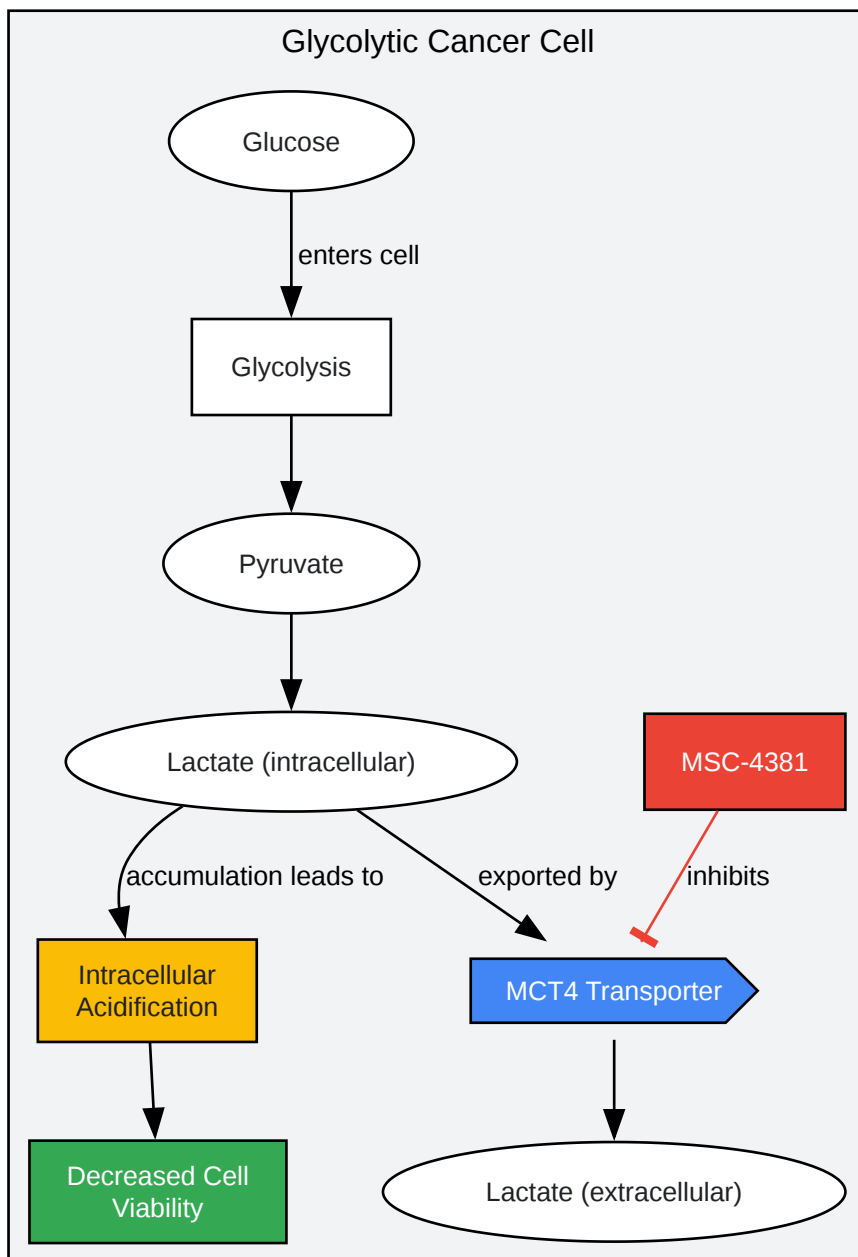 Glycolytic Cancer Cell
Glucose
enters cell
Glycolysis
Pyruvate
Lactate (intracellular)
MSC-4381
accumulation leads to
exported by
inhibits
Intracellular
Acidification
MCT4 Transporter
Decreased Cell
Viability
Lactate (extracellular)